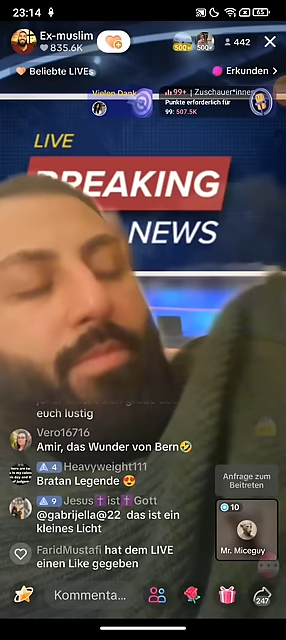 23:14
65
Ex-muslim
835.6K
500+
500+
442
Beliebte LIVEs
Erkunden >
Vielen Dank
99+ | Zuschauer*innen
Punkte erforderlich für
99: 507.5K
LIVE
BREAKING
NEWS
euch lustig
Vero16716
Amir, das Wunder von Bern🤣
4 Heavyweight111
Bratan Legende 😍
9 Jesus✝️ist✝️Gott
@gabrijella@22 das ist ein
kleines Licht
Anfrage zum
Beitreten
10
Mr. Miceguy
FaridMustafi hat dem LIVE
einen Like gegeben
Kommenta...
247